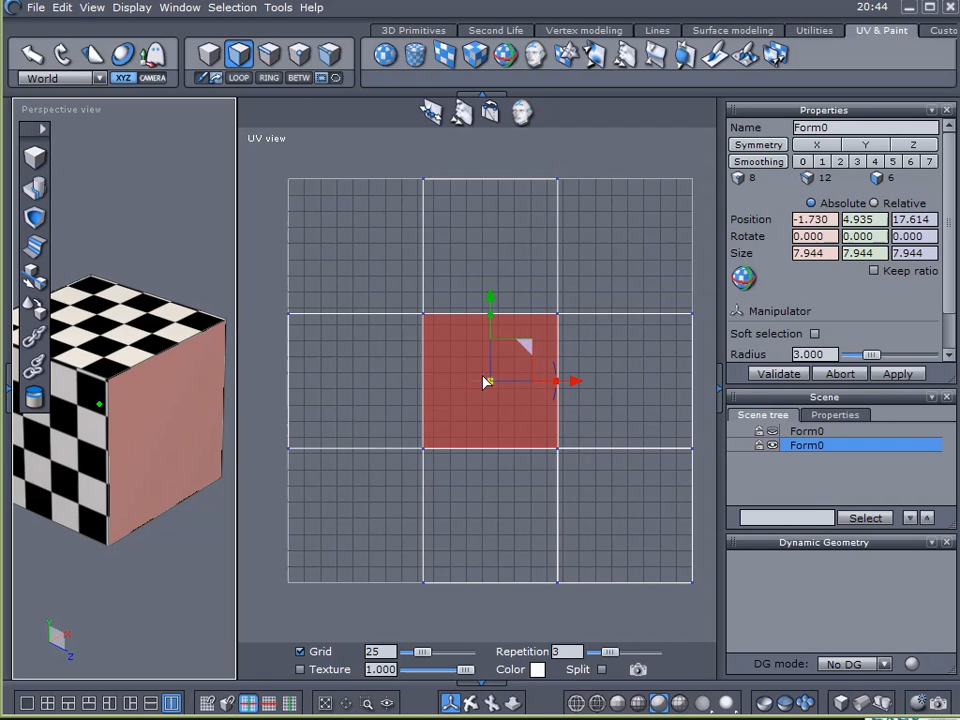 File Edit View Display Window Selection Tools Help 20:44
3D Primitives Second Life Vertex modeling Lines Surface modeling Utilities UV & Paint Custo
World XYZ CAMERA LOOP RING BETW
Perspective view
UV view
Properties
Name Form0
Symmetry X Y Z
Smoothing 0 1 2 3 4 5 6 7
8 12 6
Absolute Relative
Position -1.730 4.935 17.614
Rotate 0.000 0.000 0.000
Size 7.944 7.944 7.944
Keep ratio
Manipulator
Soft selection
Radius 3.000
Validate Abort Apply
Scene
Scene tree Properties
Form0
Form0
Select
Dynamic Geometry
DG mode: No DG
Grid 25 Repetition 3
Texture 1.000 Color Split
Y X Z